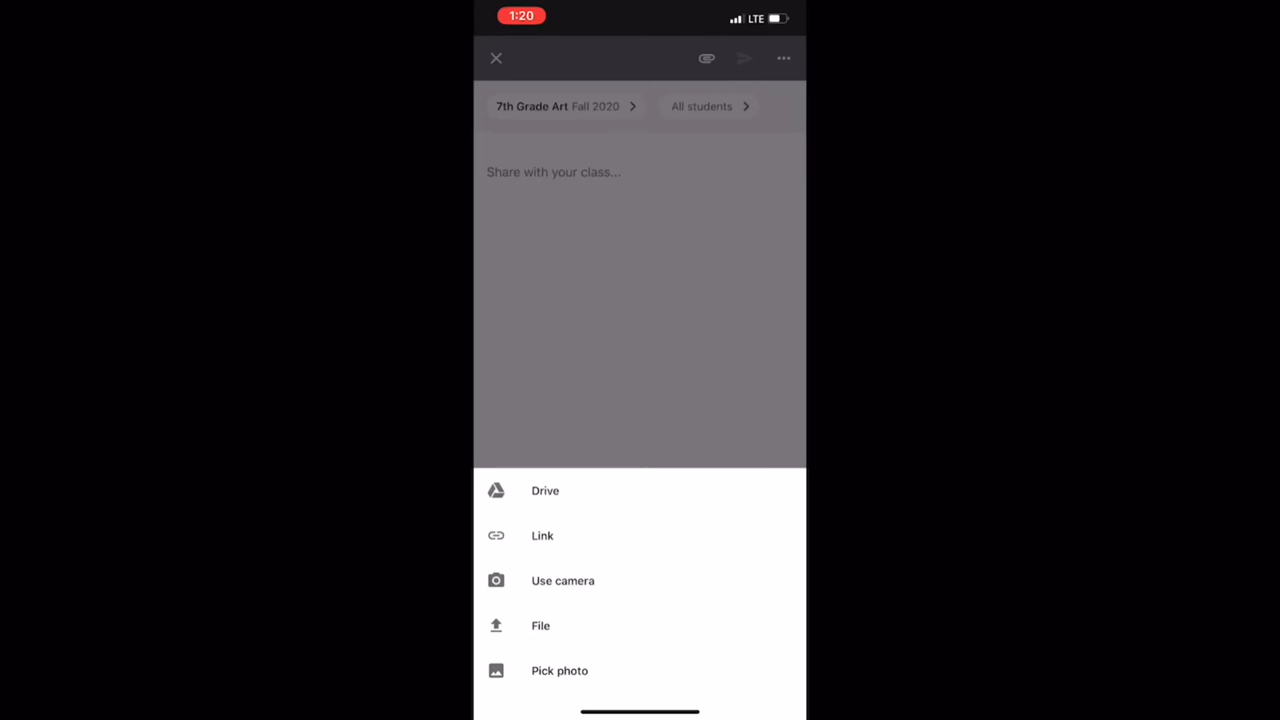 1:20 LTE
7th Grade Art Fall 2020 All students
Share with your class...
Drive
Link
Use camera
File
Pick photo